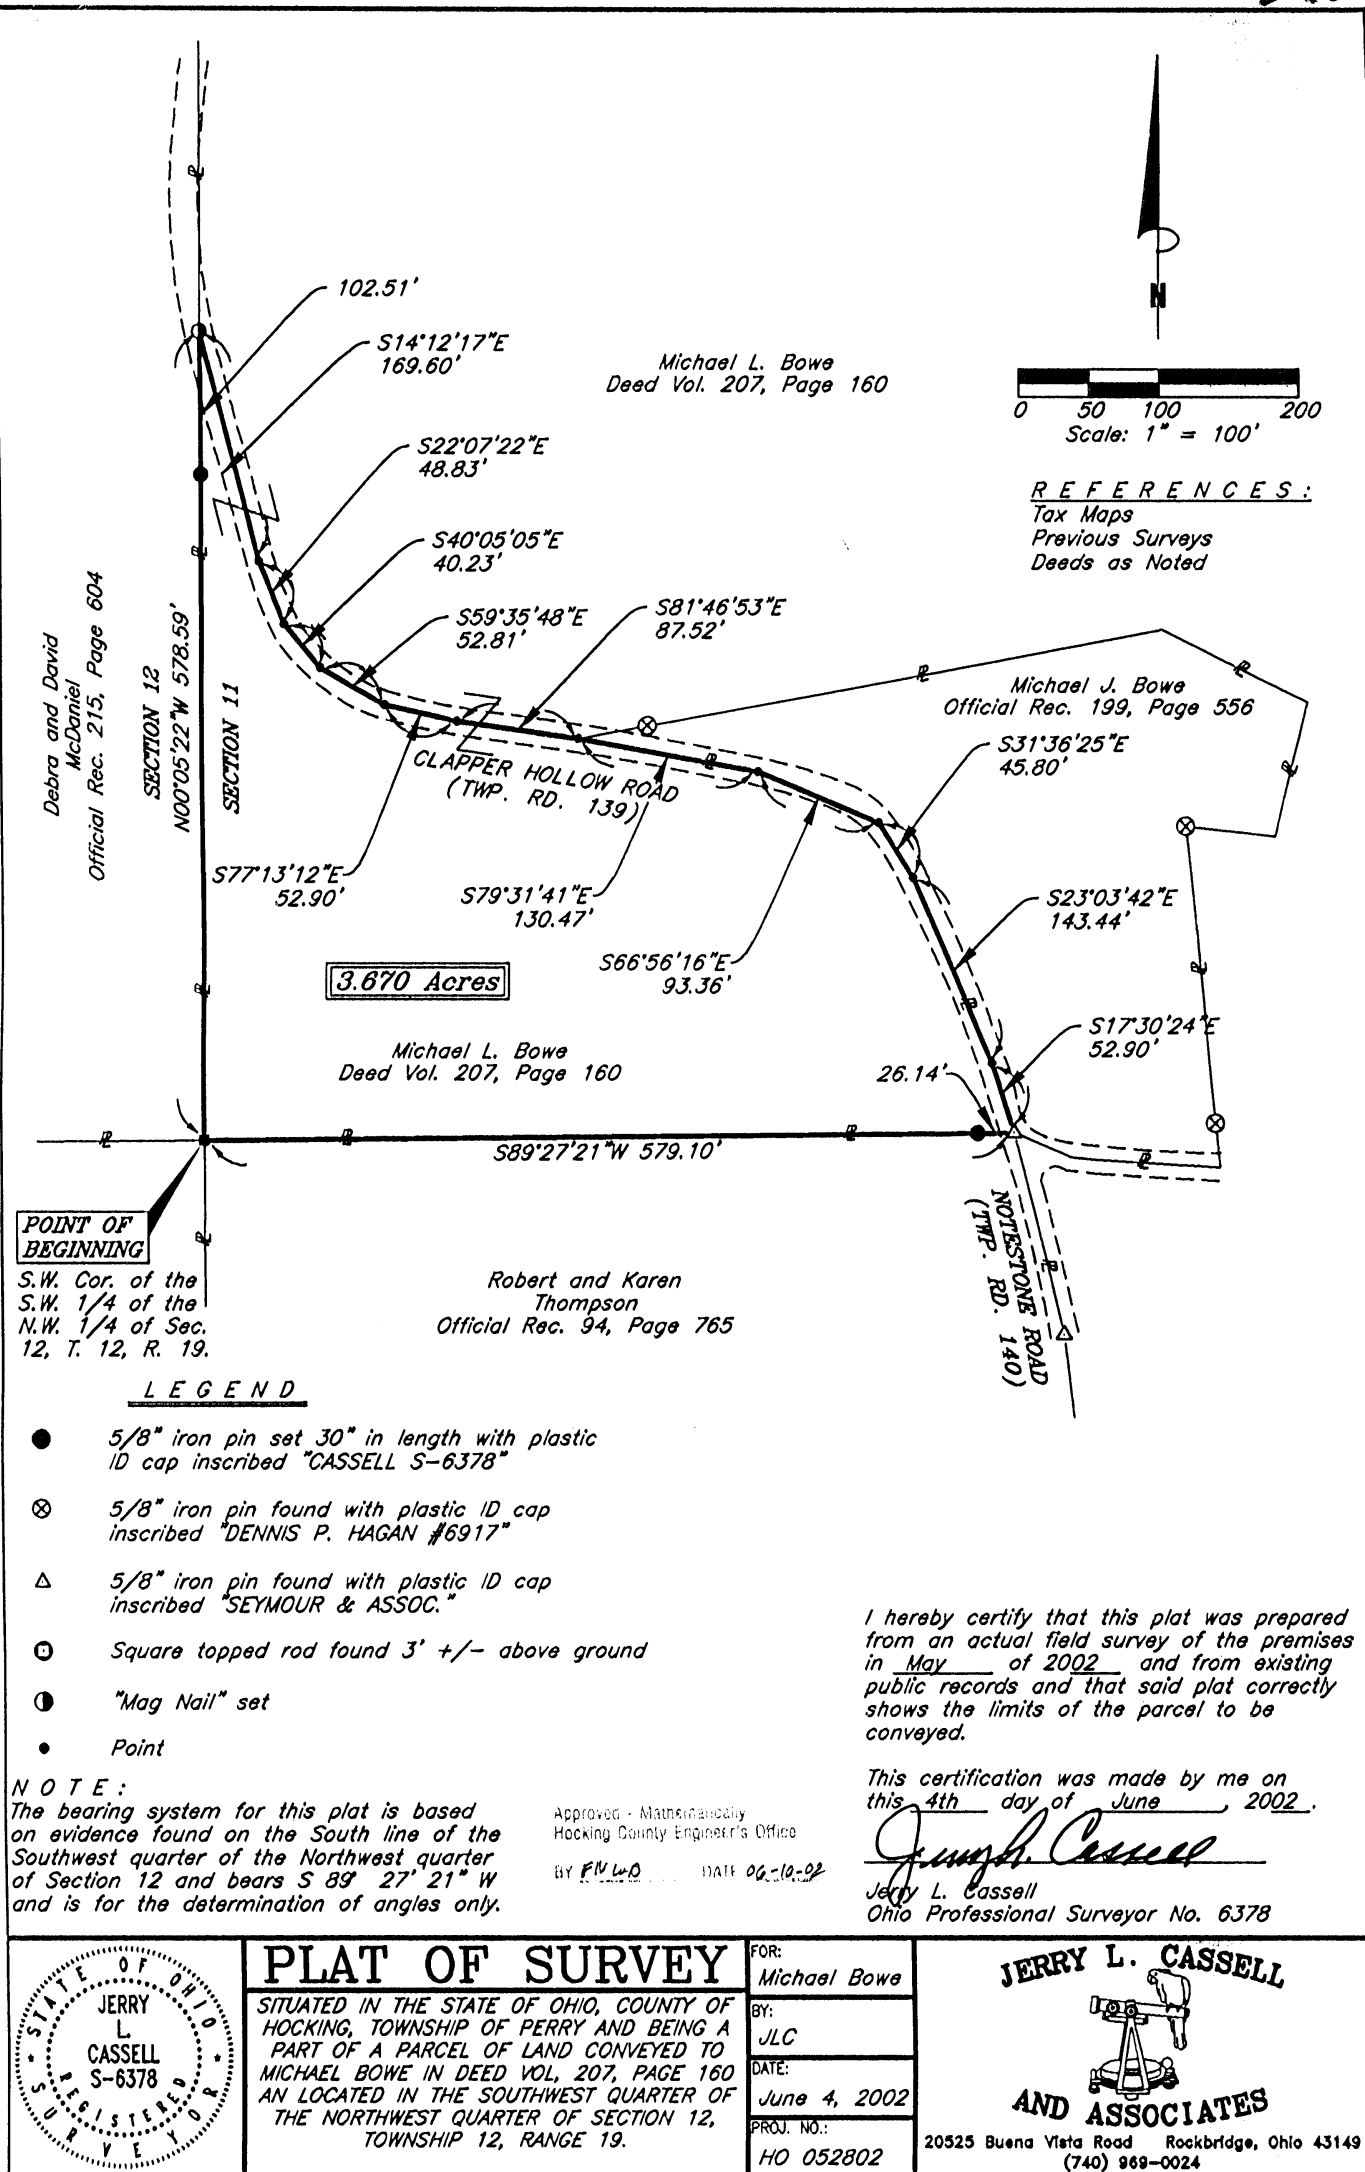 102.51'
S14°12'17"E
169.60'
Michael L. Bowe
Deed Vol. 207, Page 160
N
0 50 100 200
Scale: 1" = 100'
S22°07'22"E
48.83'
REFERENCES:
Tax Maps
Previous Surveys
Deeds as Noted
S40°05'05"E
40.23'
S59°35'48"E
52.81'
S81°46'53"E
87.52'
Debra and David
McDaniel
Official Rec. 215, Page 604
SECTION 12
N00°05'22"W 578.59'
SECTION 11
Michael J. Bowe
Official Rec. 199, Page 556
S31°36'25"E
45.80'
CLAPPER HOLLOW ROAD
(TWP. RD. 139)
S77°13'12"E
52.90'
S79°31'41"E
130.47'
S66°56'16"E
93.36'
S23°03'42"E
143.44'
3.670 Acres
S17°30'24"E
52.90'
Michael L. Bowe
Deed Vol. 207, Page 160
26.14'
S89°27'21"W 579.10'
POINT OF
BEGINNING
S.W. Cor. of the
S.W. 1/4 of the
N.W. 1/4 of Sec.
12, T. 12, R. 19.
Robert and Karen
Thompson
Official Rec. 94, Page 765
NOTESTONE ROAD
(TWP. RD. 140)
LEGEND
5/8" iron pin set 30" in length with plastic
ID cap inscribed "CASSELL S-6378"
5/8" iron pin found with plastic ID cap
inscribed "DENNIS P. HAGAN #6917"
5/8" iron pin found with plastic ID cap
inscribed "SEYMOUR & ASSOC."
Square topped rod found 3' +/- above ground
"Mag Nail" set
Point
NOTE:
The bearing system for this plat is based
on evidence found on the South line of the
Southwest quarter of the Northwest quarter
of Section 12 and bears S 89° 27' 21" W
and is for the determination of angles only.
Approved - Mathematically
Hocking County Engineer's Office
BY DATE 06-10-02
I hereby certify that this plat was prepared
from an actual field survey of the premises
in May of 2002 and from existing
public records and that said plat correctly
shows the limits of the parcel to be
conveyed.
This certification was made by me on
this 4th day of June, 2002.
Jerry L. Cassell
Jerry L. Cassell
Ohio Professional Surveyor No. 6378
STATE OF OHIO
JERRY
L.
CASSELL
S-6378
REGISTERED
SURVEYOR
PLAT OF SURVEY
SITUATED IN THE STATE OF OHIO, COUNTY OF
HOCKING, TOWNSHIP OF PERRY AND BEING A
PART OF A PARCEL OF LAND CONVEYED TO
MICHAEL BOWE IN DEED VOL, 207, PAGE 160
AN LOCATED IN THE SOUTHWEST QUARTER OF
THE NORTHWEST QUARTER OF SECTION 12,
TOWNSHIP 12, RANGE 19.
FOR:
Michael Bowe
BY:
JLC
DATE:
June 4, 2002
PROJ. NO.:
HO 052802
JERRY L. CASSELL
AND ASSOCIATES
20525 Buena Vista Road Rockbridge, Ohio 43149
(740) 969-0024